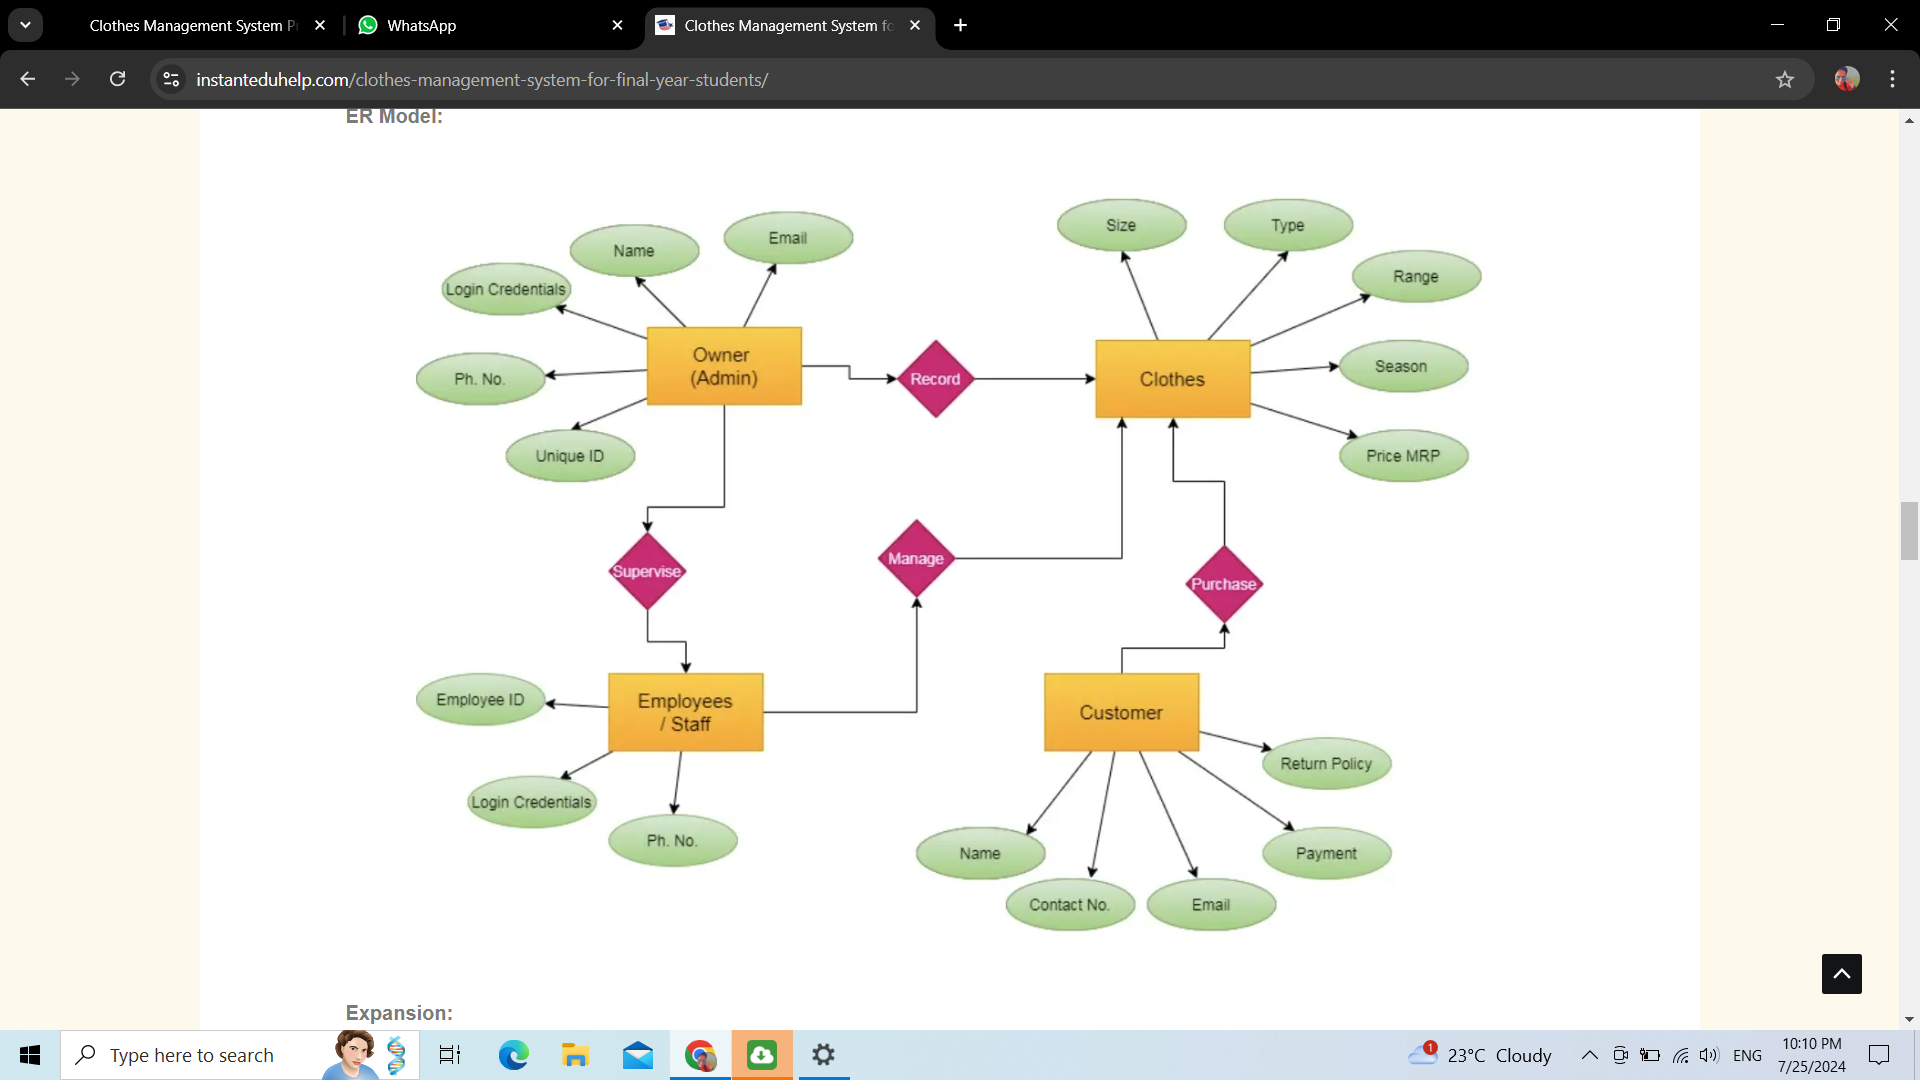 Clothes Management System Pr
WhatsApp
Clothes Management System fo
instanteduhelp.com/clothes-management-system-for-final-year-students/
ER Model:
Name
Email
Login Credentials
Ph. No.
Unique ID
Owner
(Admin)
Record
Size
Type
Range
Season
Price MRP
Clothes
Supervise
Manage
Purchase
Employee ID
Employees
/ Staff
Login Credentials
Ph. No.
Customer
Return Policy
Name
Payment
Contact No.
Email
Expansion:
Type here to search
1
23°C Cloudy
ENG
10:10 PM
7/25/2024